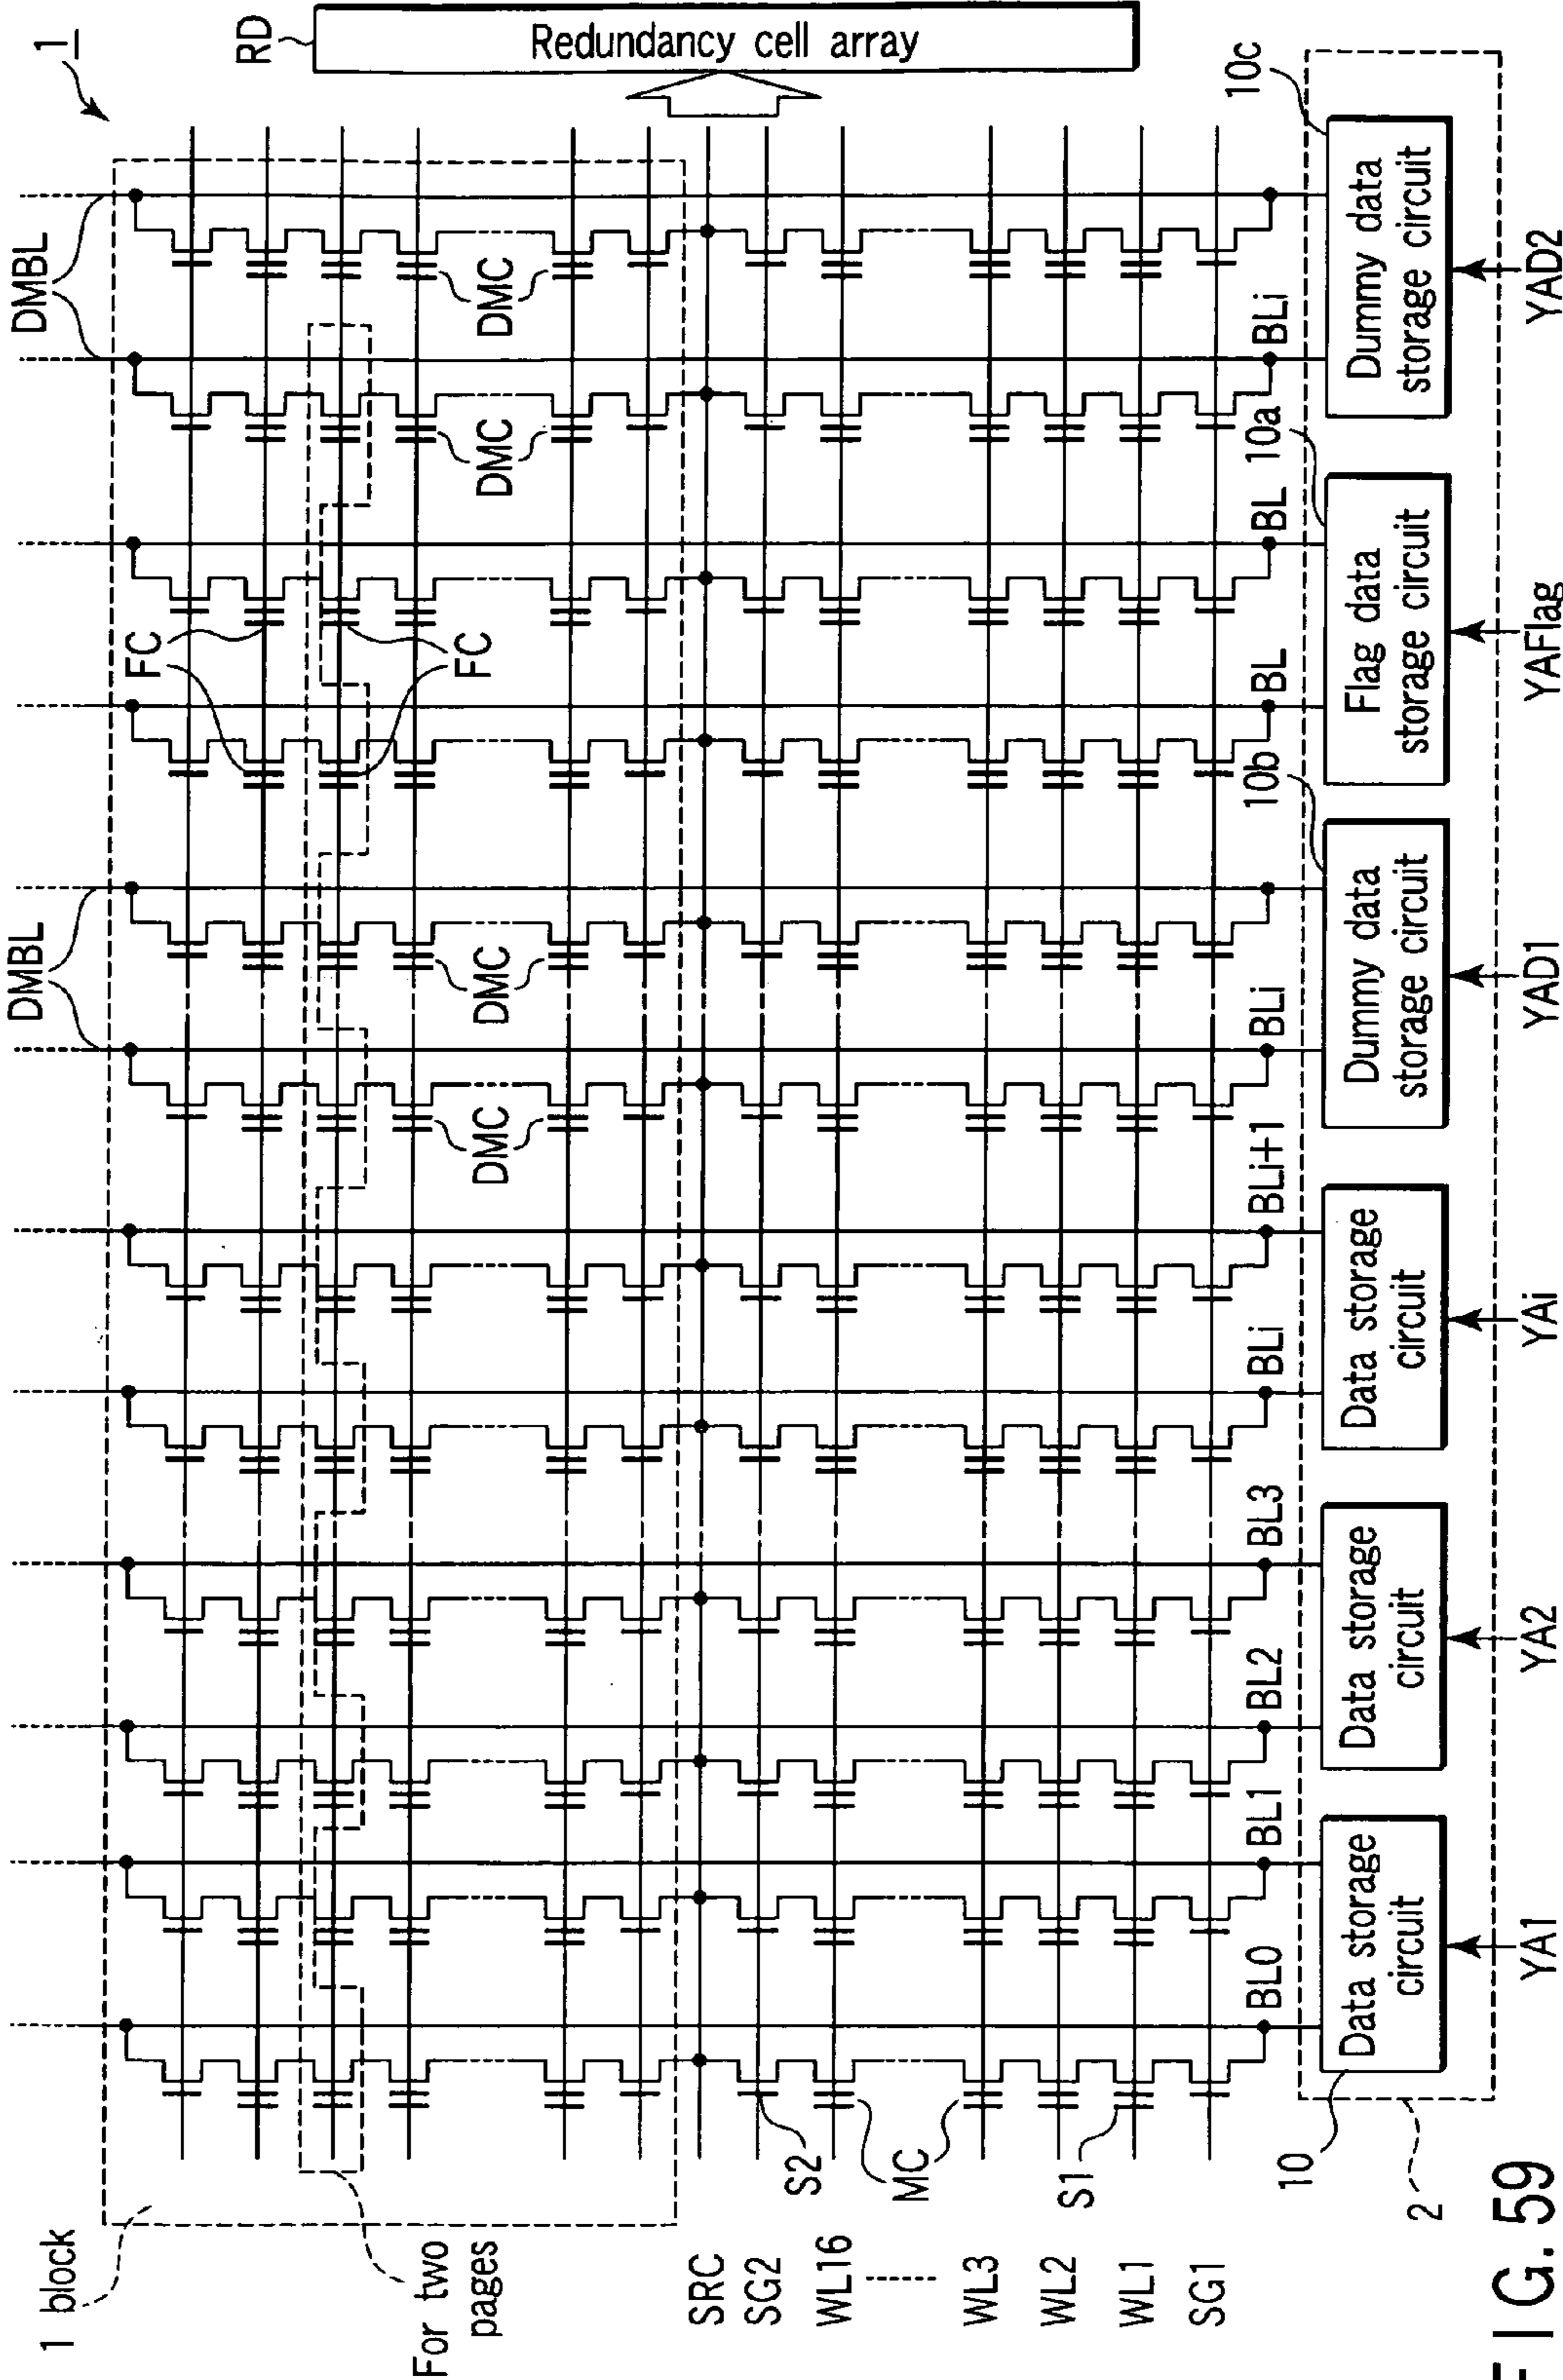 1
RD
Redundancy cell array
1 block
For two
pages
DMBL
DMBL
FC
FC
DMC
DMC
DMC
DMC
SRC
SG2
WL16
WL3
WL2
WL1
SG1
S2
MC
S1
BL0
BL1
BL2
BL3
BLi
BLi+1
BLi
BL
BL
BLi
10
10b
10a
10c
2
Data storage
circuit
Data storage
circuit
Data storage
circuit
Dummy data
storage circuit
Flag data
storage circuit
Dummy data
storage circuit
YA1
YA2
YAi
YAD1
YAFlag
YAD2
FIG. 59